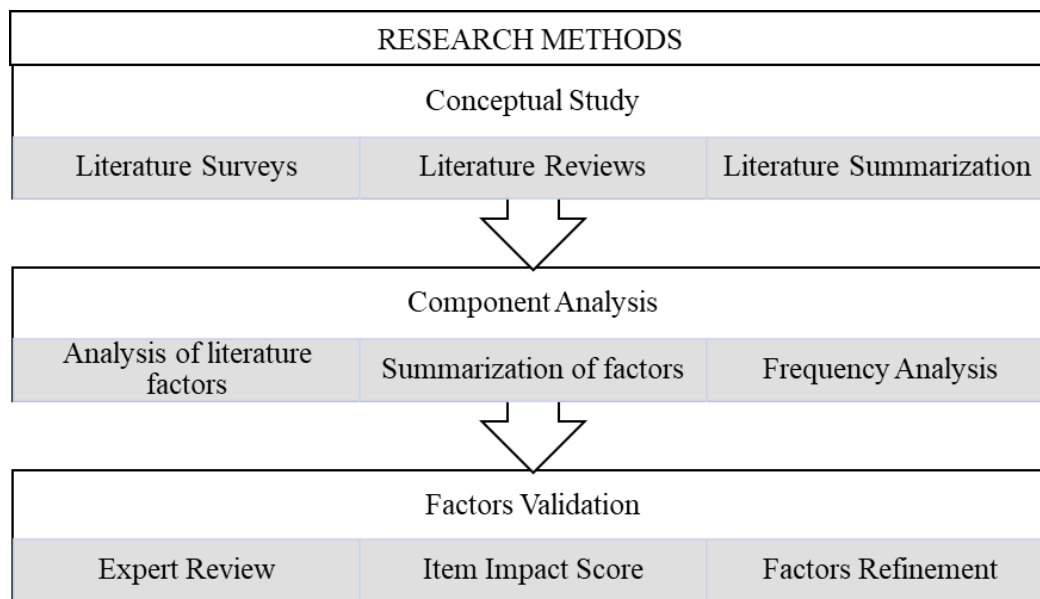 RESEARCH METHODS
Conceptual Study
Literature Surveys
Literature Reviews
Literature Summarization
Component Analysis
Analysis of literature
factors
Summarization of factors
Frequency Analysis
Factors Validation
Expert Review
Item Impact Score
Factors Refinement